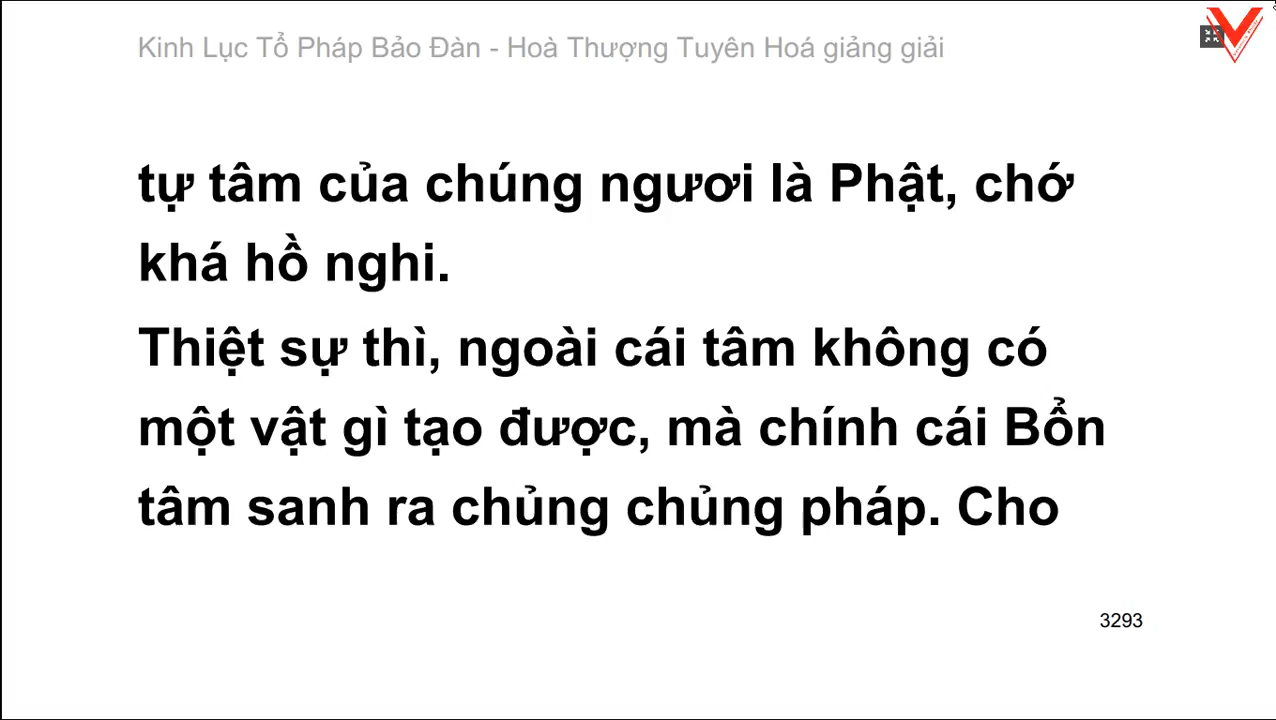 Kinh Lục Tổ Pháp Bảo Đàn - Hoà Thượng Tuyên Hoá giảng giải
tự tâm của chúng ngươi là Phật, chớ
khá hồ nghi.
Thiệt sự thì, ngoài cái tâm không có
một vật gì tạo được, mà chính cái Bổn
tâm sanh ra chủng chủng pháp. Cho
3293